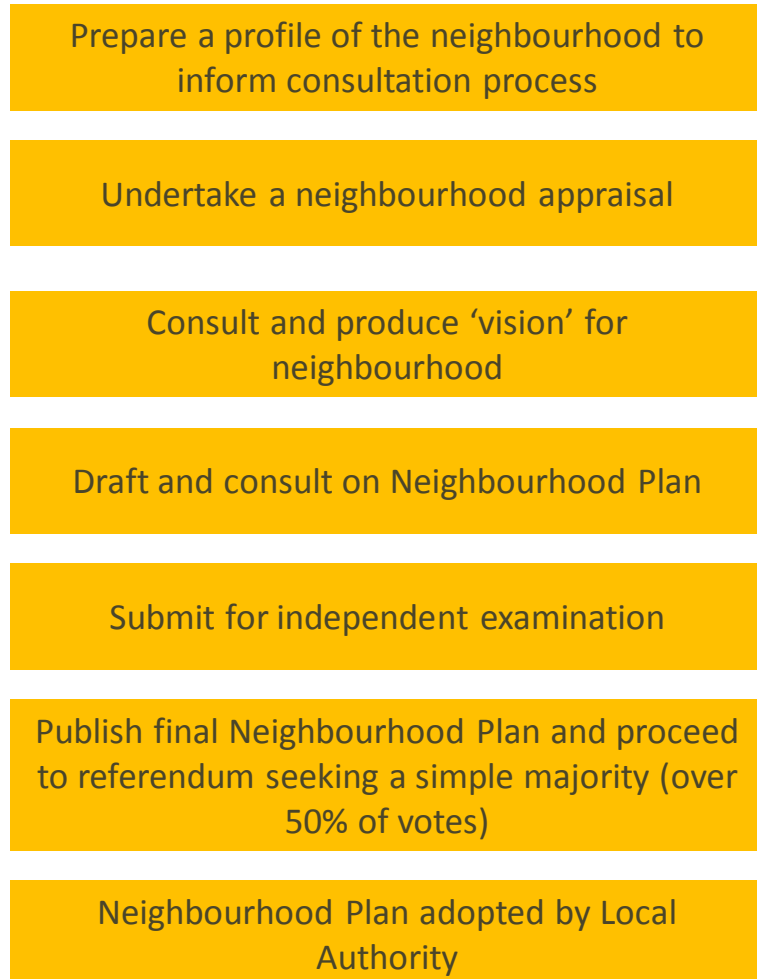 Prepare a profile of the neighbourhood to
inform consultation process
Undertake a neighbourhood appraisal
Consult and produce ‘vision’ for
neighbourhood
Draft and consult on Neighbourhood Plan
Submit for independent examination
Publish final Neighbourhood Plan and proceed
to referendum seeking a simple majority (over
50% of votes)
Neighbourhood Plan adopted by Local
Authority